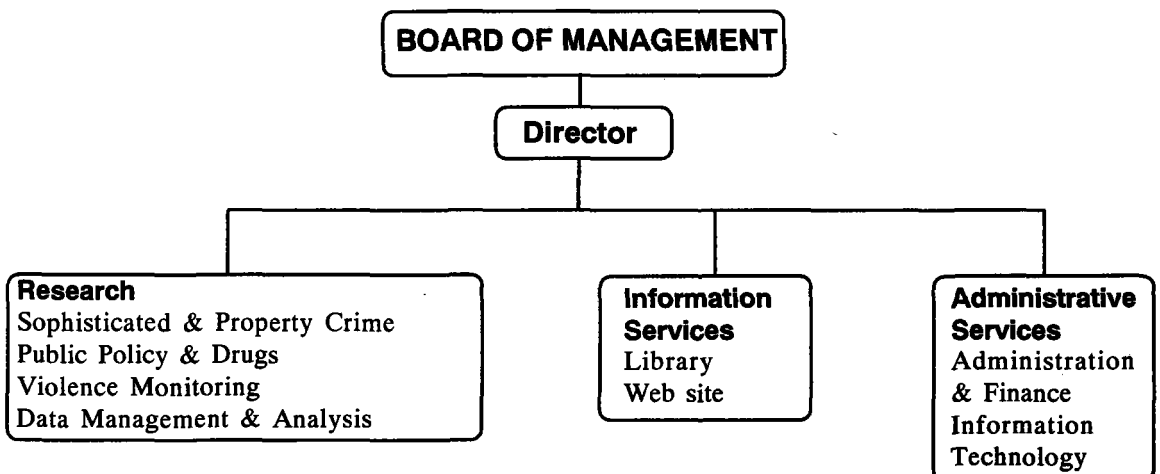 BOARD OF MANAGEMENT
Director
Research
Sophisticated & Property Crime
Public Policy & Drugs
Violence Monitoring
Data Management & Analysis
Information
Services
Library
Web site
Administrative
Services
Administration
& Finance
Information
Technology